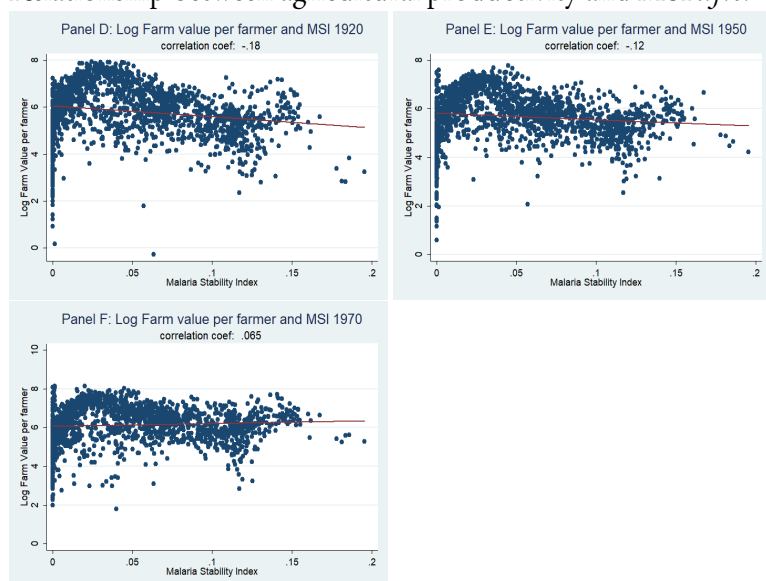 Panel D: Log Farm value per farmer and MSI 1920
correlation coef: -.18
Log Farm Value per farmer
8
6
4
2
0
0 .05 .1 .15 .2
Malaria Stability Index
Panel E: Log Farm value per farmer and MSI 1950
correlation coef: -.12
Log Farm Value per farmer
8
6
4
2
0
0 .05 .1 .15 .2
Malaria Stability Index
Panel F: Log Farm value per farmer and MSI 1970
correlation coef: .065
Log Farm Value per farmer
10
8
6
4
2
0
0 .05 .1 .15 .2
Malaria Stability Index